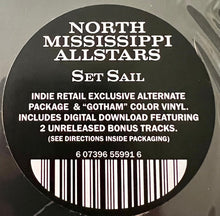 NORTH
MISSISSIPPI
ALLSTARS
SET SAIL
INDIE RETAIL EXCLUSIVE ALTERNATE
PACKAGE & "GOTHAM" COLOR VINYL.
INCLUDES DIGITAL DOWNLOAD FEATURING
2 UNRELEASED BONUS TRACKS.
(SEE DIRECTIONS INSIDE PACKAGING)
6 07396 55991 6